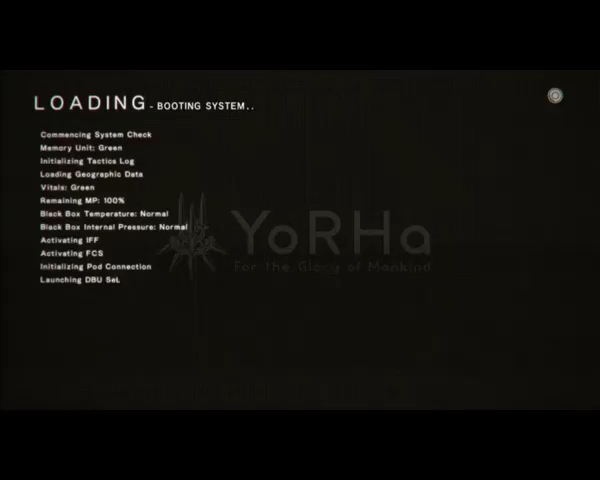 LOADING - BOOTING SYSTEM..
Commencing System Check
Memory Unit: Green
Initializing Tactics Log
Loading Geographic Data
Vitals: Green
Remaining MP: 100%
Black Box Temperature: Normal
Black Box Internal Pressure: Normal
Activating IFF
Activating FCS
Initializing Pod Connection
Launching DBU SeL
YoRHa
For the Glory of Mankind